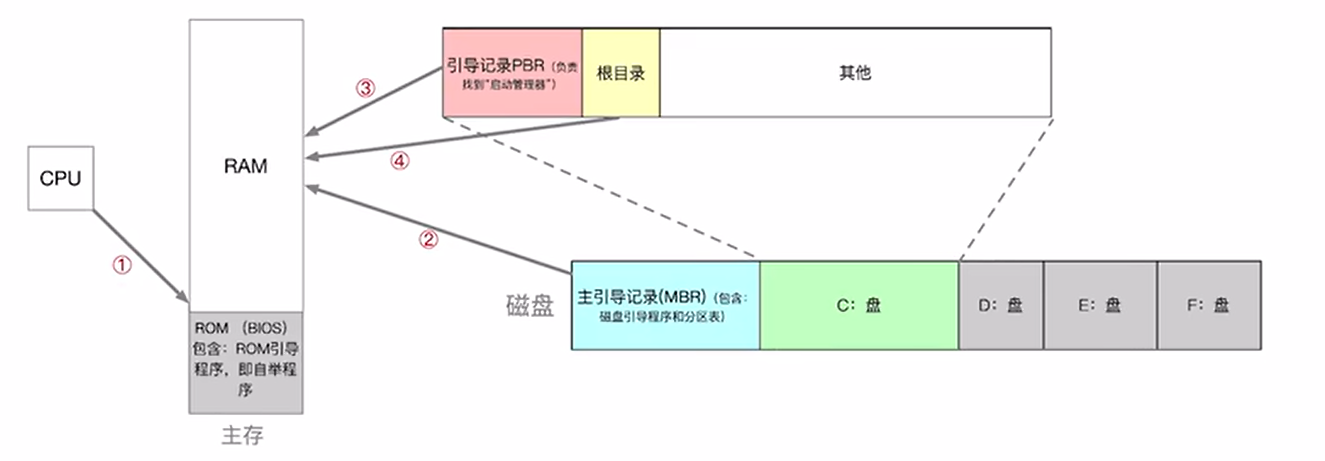 引导记录PBR（负责
找到“启动管理器”）
根目录
其他
③
④
CPU
RAM
②
①
磁盘
主引导记录(MBR)（包含：
磁盘引导程序和分区表）
C：盘
D：盘
E：盘
F：盘
ROM （BIOS）
包含：ROM引导
程序，即自举程
序
主存